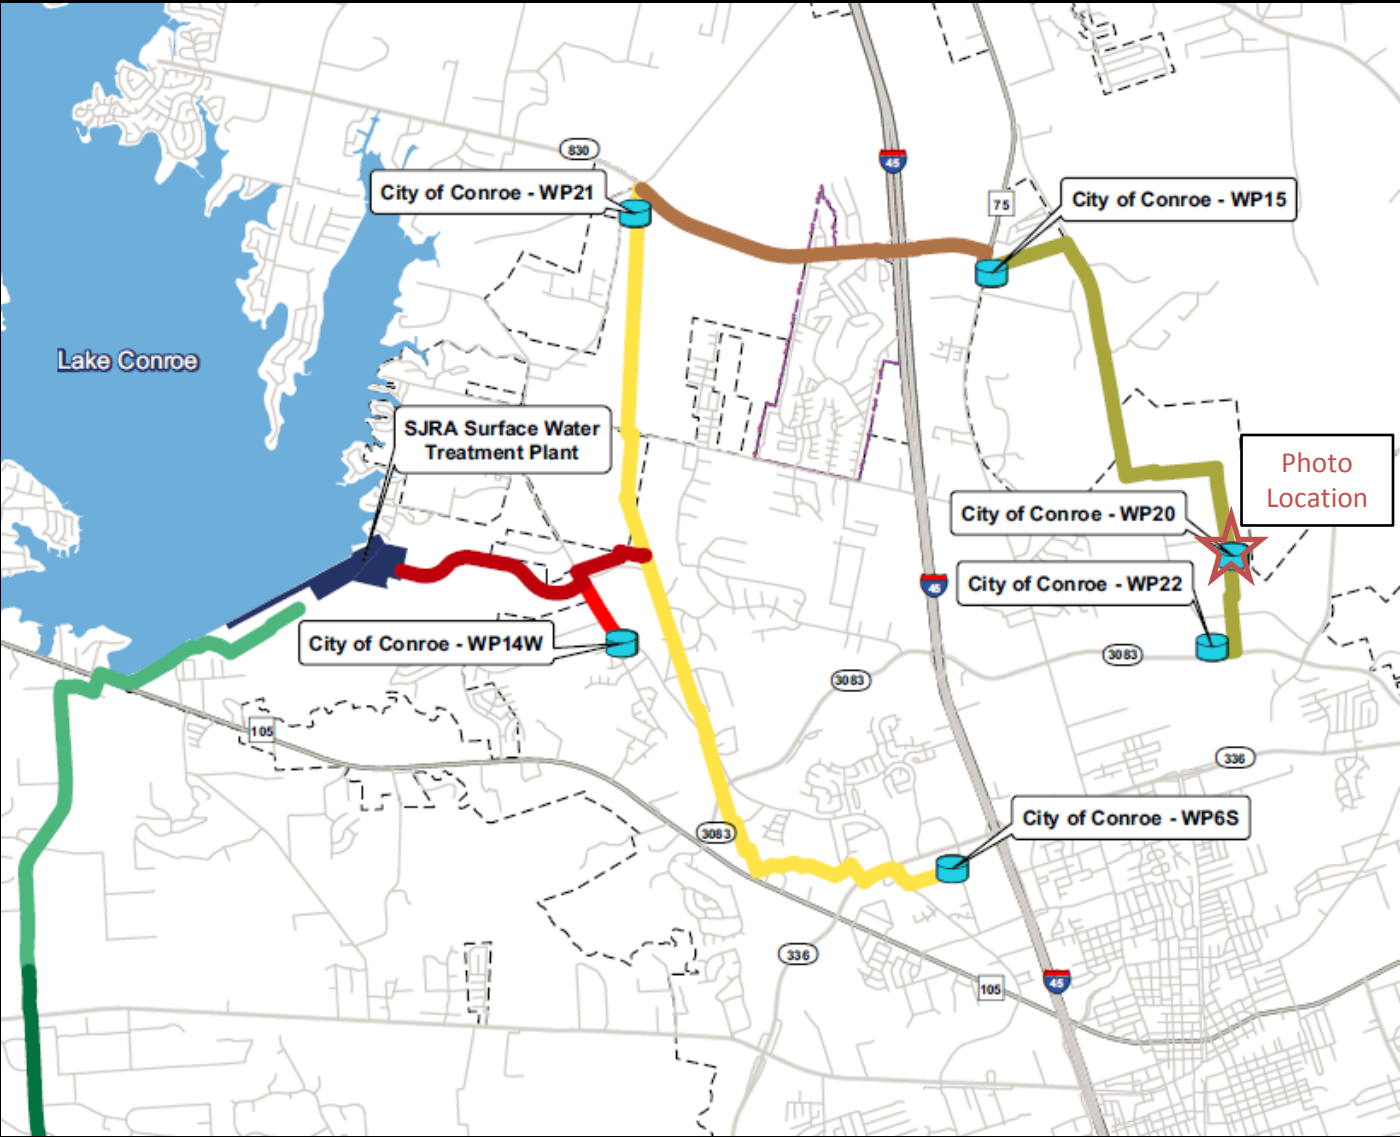 830
45
City of Conroe - WP21
City of Conroe - WP15
75
Lake Conroe
SJRA Surface Water
Treatment Plant
Photo
Location
City of Conroe - WP20
City of Conroe - WP22
45
City of Conroe - WP14W
3083
3083
105
336
City of Conroe - WP6S
3083
336
105
45